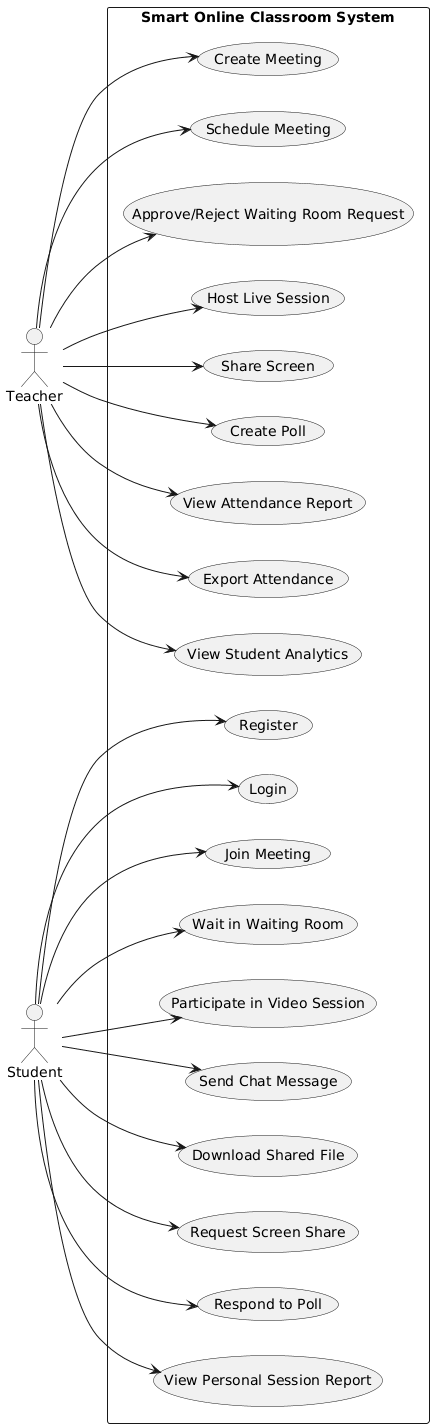 Smart Online Classroom System
Create Meeting
Schedule Meeting
Approve/Reject Waiting Room Request
Host Live Session
Share Screen
Teacher
Create Poll
View Attendance Report
Export Attendance
View Student Analytics
Register
Login
Join Meeting
Wait in Waiting Room
Participate in Video Session
Student
Send Chat Message
Download Shared File
Request Screen Share
Respond to Poll
View Personal Session Report